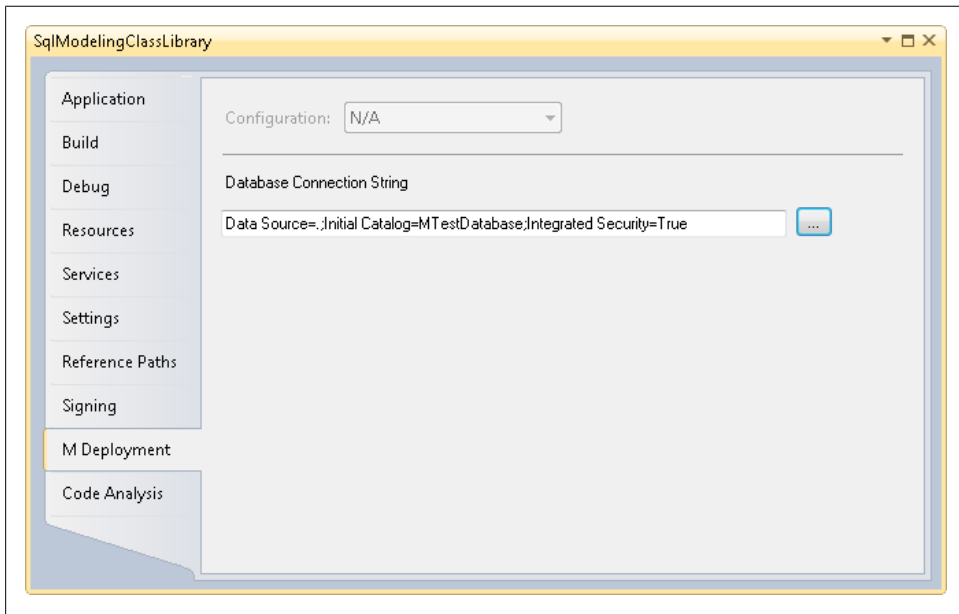 SqlModelingClassLibrary
Application
Build
Debug
Resources
Services
Settings
Reference Paths
Signing
M Deployment
Code Analysis
Configuration: N/A
Database Connection String
Data Source=.;Initial Catalog=MTestDatabase;Integrated Security=True
...